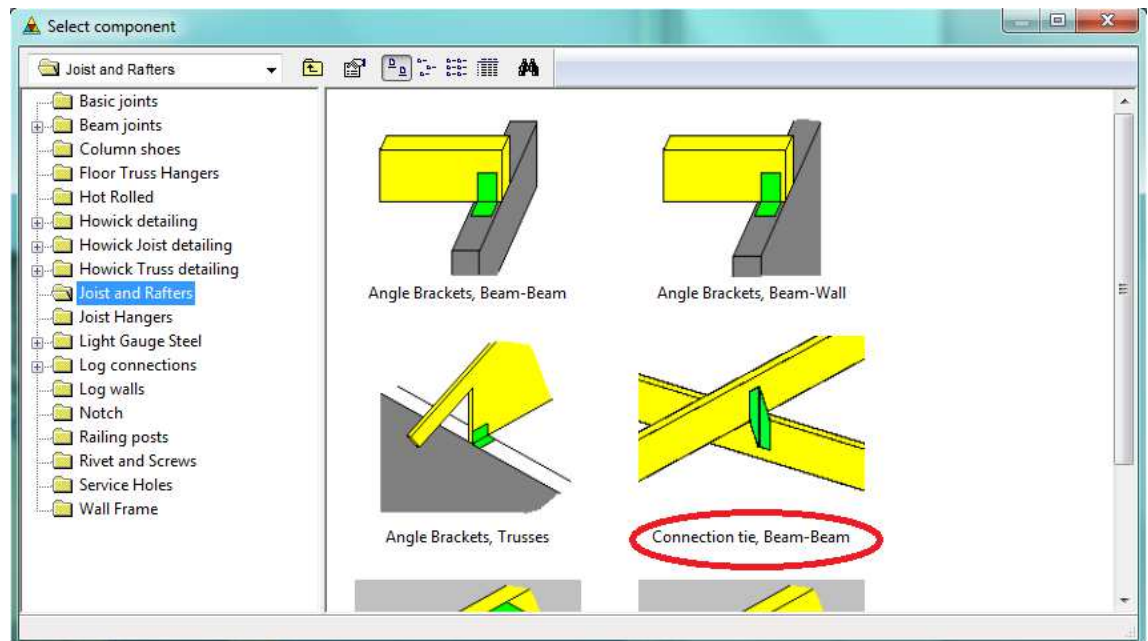 Select component
Joist and Rafters
Basic joints
Beam joints
Column shoes
Floor Truss Hangers
Hot Rolled
Howick detailing
Howick Joist detailing
Howick Truss detailing
Joist and Rafters
Joist Hangers
Light Gauge Steel
Log connections
Log walls
Notch
Railing posts
Rivet and Screws
Service Holes
Wall Frame
Angle Brackets, Beam-Beam
Angle Brackets, Beam-Wall
Angle Brackets, Trusses
Connection tie, Beam-Beam